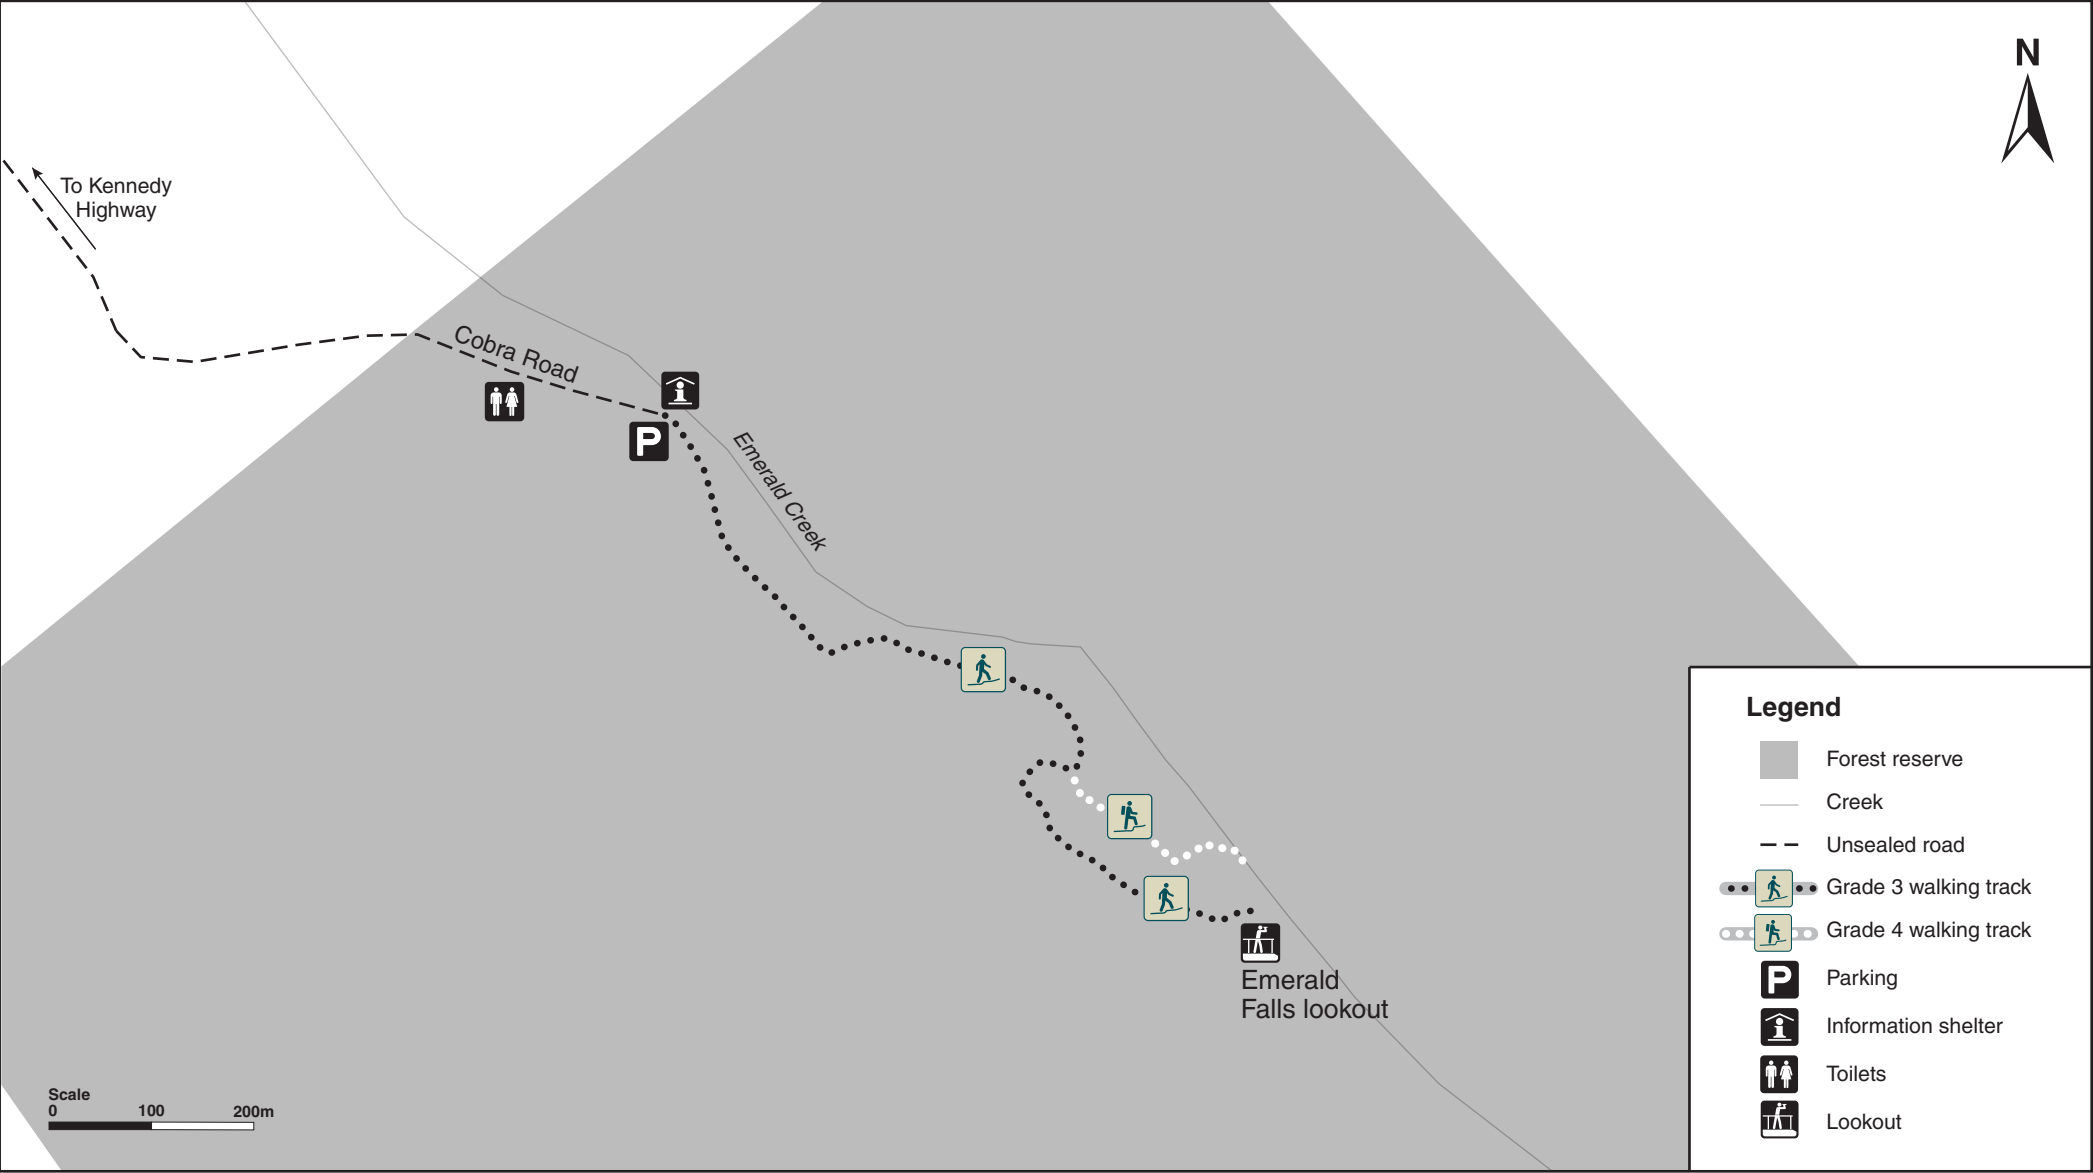 N
To Kennedy
Highway
Cobra Road
P
Emerald Creek
Emerald
Falls lookout
Scale
0 100 200m
Legend
Forest reserve
Creek
Unsealed road
Grade 3 walking track
Grade 4 walking track
P Parking
Information shelter
Toilets
Lookout